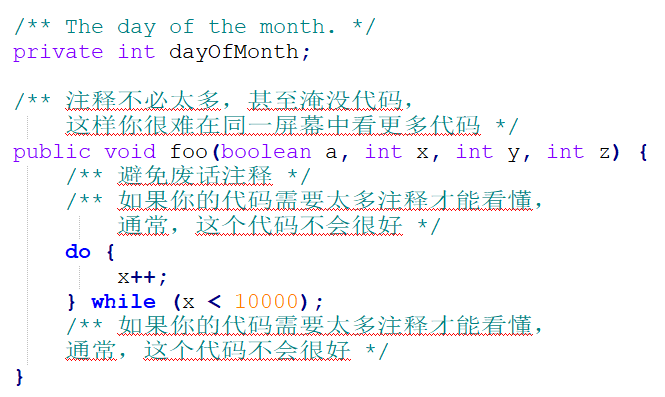 /** The day of the month. */
private int dayOfMonth;
/** 注释不必太多，甚至淹没代码，
这样你很难在同一屏幕中看更多代码 */
public void foo(boolean a, int x, int y, int z) {
/** 避免废话注释 */
/** 如果你的代码需要太多注释才能看懂，
通常，这个代码不会很好 */
do {
x++;
} while (x < 10000);
/** 如果你的代码需要太多注释才能看懂，
通常，这个代码不会很好 */
}